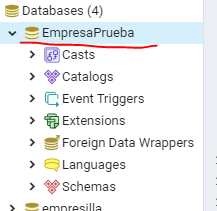 Databases (4)
EmpresaPrueba
Casts
Catalogs
Event Triggers
Extensions
Foreign Data Wrappers
Languages
Schemas
empresilla